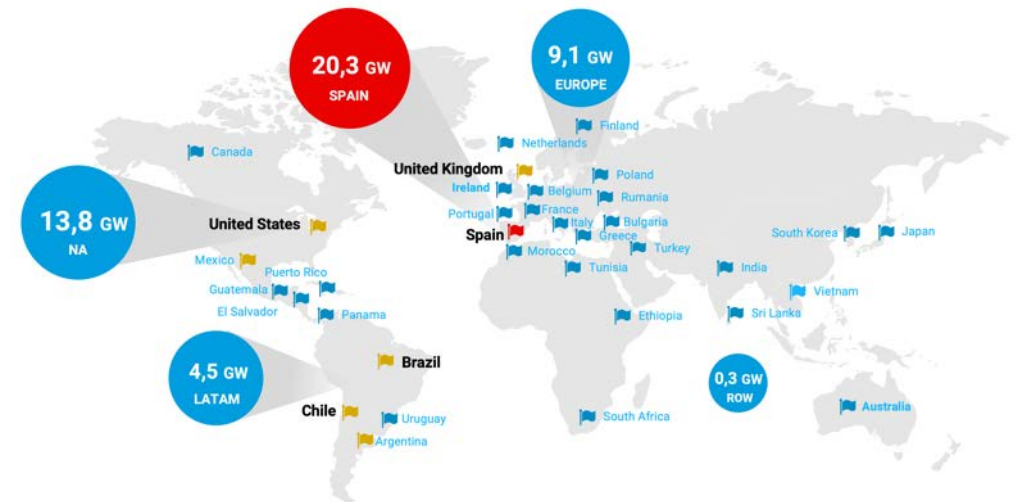 20,3 GW
SPAIN
9,1 GW
EUROPE
Finland
Netherlands
Canada
United Kingdom
Poland
Ireland
Belgium
Rumania
13,8 GW
NA
United States
Portugal
France
Italy
Bulgaria
Spain
Greece
South Korea
Japan
Morocco
Turkey
Mexico
Puerto Rico
Tunisia
India
Guatemala
Vietnam
El Salvador
Panama
Ethiopia
Sri Lanka
4,5 GW
LATAM
Brazil
0,3 GW
ROW
Chile
Uruguay
South Africa
Australia
Argentina